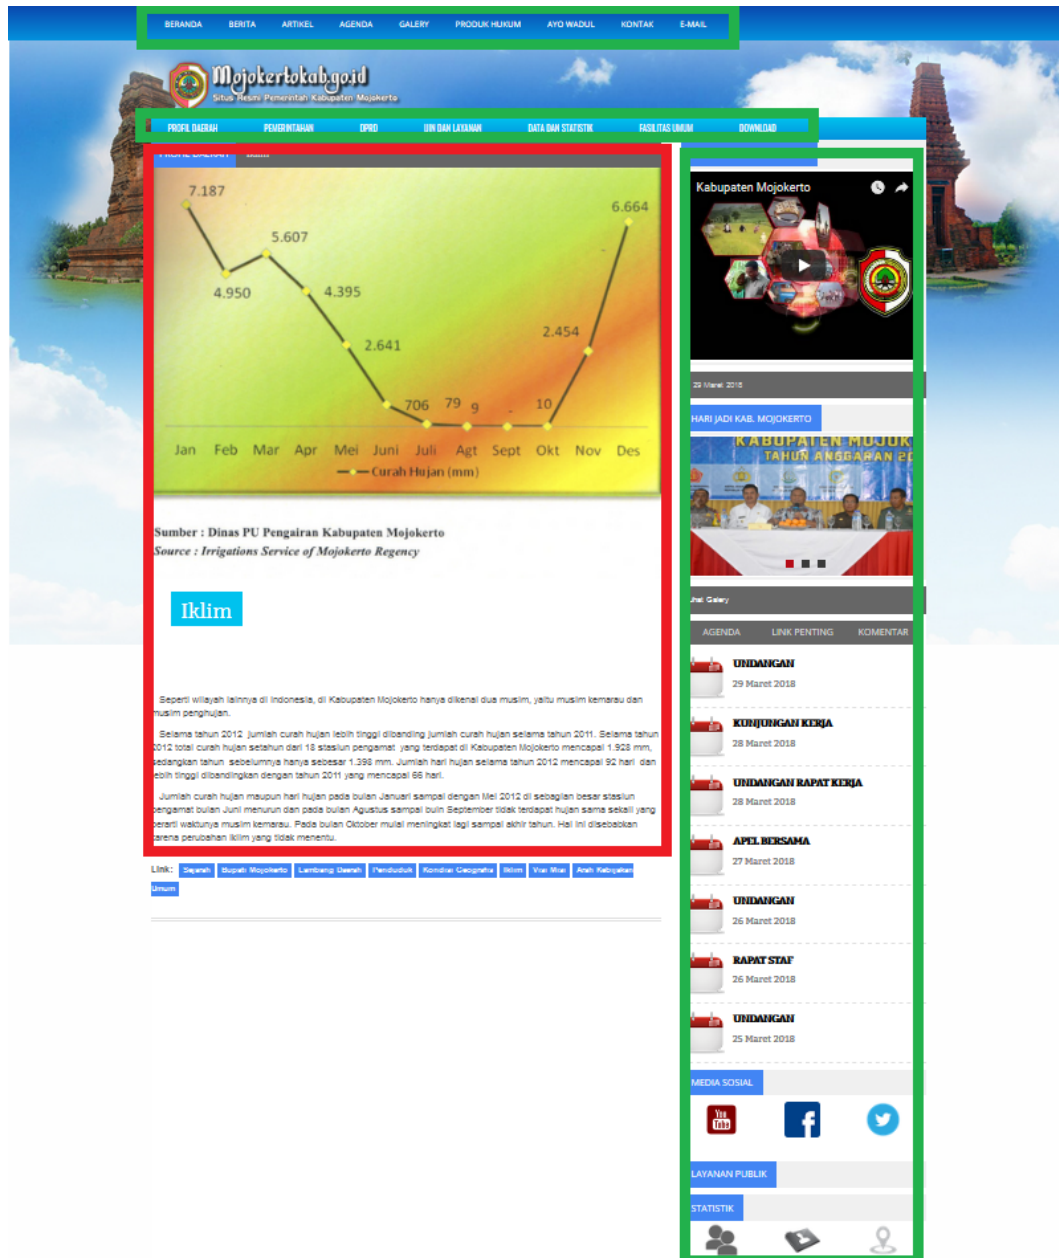 BERANDA BERITA ARTIKEL AGENDA GALERY PRODUK HUKUM AYO WADUL KONTAK E-MAIL
Mojokertokab.go.id
Situs Resmi Pemerintah Kabupaten Mojokerto
PROFIL DAERAH PEMERINTAHAN DPRD IJIN DAN LAYANAN DATA DAN STATISTIK FASILITAS UMUM DOWNLOAD
PROFIL DAERAH Iklim
7.187
4.950
5.607
4.395
2.641
706
79
9
-
10
2.454
6.664
Jan Feb Mar Apr Mei Juni Juli Agt Sept Okt Nov Des
Curah Hujan (mm)
Sumber : Dinas PU Pengairan Kabupaten Mojokerto
Source : Irrigations Service of Mojokerto Regency
Iklim
Seperti wilayah lainnya di Indonesia, di Kabupaten Mojokerto hanya dikenal dua musim, yaitu musim kemarau dan
musim penghujan.
Selama tahun 2012 jumlah curah hujan lebih tinggi dibanding jumlah curah hujan selama tahun 2011. Selama tahun
2012 total curah hujan setahun dari 18 stasiun pengamat yang terdapat di Kabupaten Mojokerto mencapai 1.928 mm,
sedangkan tahun sebelumnya hanya sebesar 1.398 mm. Jumlah hari hujan selama tahun 2012 mencapai 92 hari dan
lebih tinggi dibandingkan dengan tahun 2011 yang mencapai 66 hari.
Jumlah curah hujan maupun hari hujan pada bulan Januari sampai dengan Mei 2012 di sebagian besar stasiun
pengamat bulan Juni menurun dan pada bulan Agustus sampai buln September tidak terdapat hujan sama sekali yang
berarti waktunya musim kemarau. Pada bulan Oktober mulai meningkat lagi sampai akhir tahun. Hal ini disebabkan
karena perubahan iklim yang tidak menentu.
Link: Sejarah Bupati Mojokerto Lambang Daerah Penduduk Kondisi Geografis Iklim Visi Misi Arah Kebijakan
Umum
Kabupaten Mojokerto
29 Maret 2018
HARI JADI KAB. MOJOKERTO
KABUPATEN MOJOK
TAHUN ANGGARAN 20
Lihat Galery
AGENDA LINK PENTING KOMENTAR
UNDANGAN
29 Maret 2018
KUNJUNGAN KERJA
28 Maret 2018
UNDANGAN RAPAT KERJA
28 Maret 2018
APEL BERSAMA
27 Maret 2018
UNDANGAN
26 Maret 2018
RAPAT STAF
26 Maret 2018
UNDANGAN
25 Maret 2018
MEDIA SOSIAL
You Tube
f
LAYANAN PUBLIK
STATISTIK